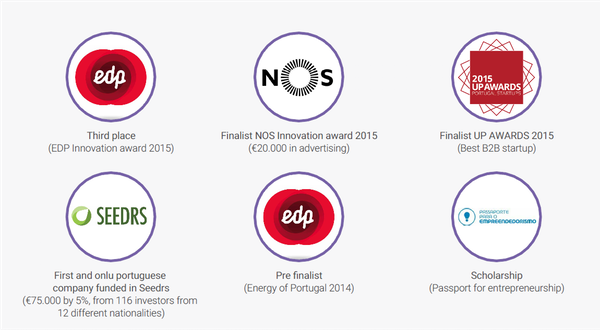 edp
NOS
2015
UPAWARDS
PORTUGAL STARTUPS
Third place
(EDP Innovation award 2015)
Finalist NOS Innovation award 2015
(€20.000 in advertising)
Finalist UP AWARDS 2015
(Best B2B startup)
SEEDRS
edp
PASSAPORTE
PARA O
EMPREENDEDORISMO
First and onlu portuguese
company funded in Seedrs
(€75.000 by 5%, from 116 investors from
12 different nationalities)
Pre finalist
(Energy of Portugal 2014)
Scholarship
(Passport for entrepreneurship)